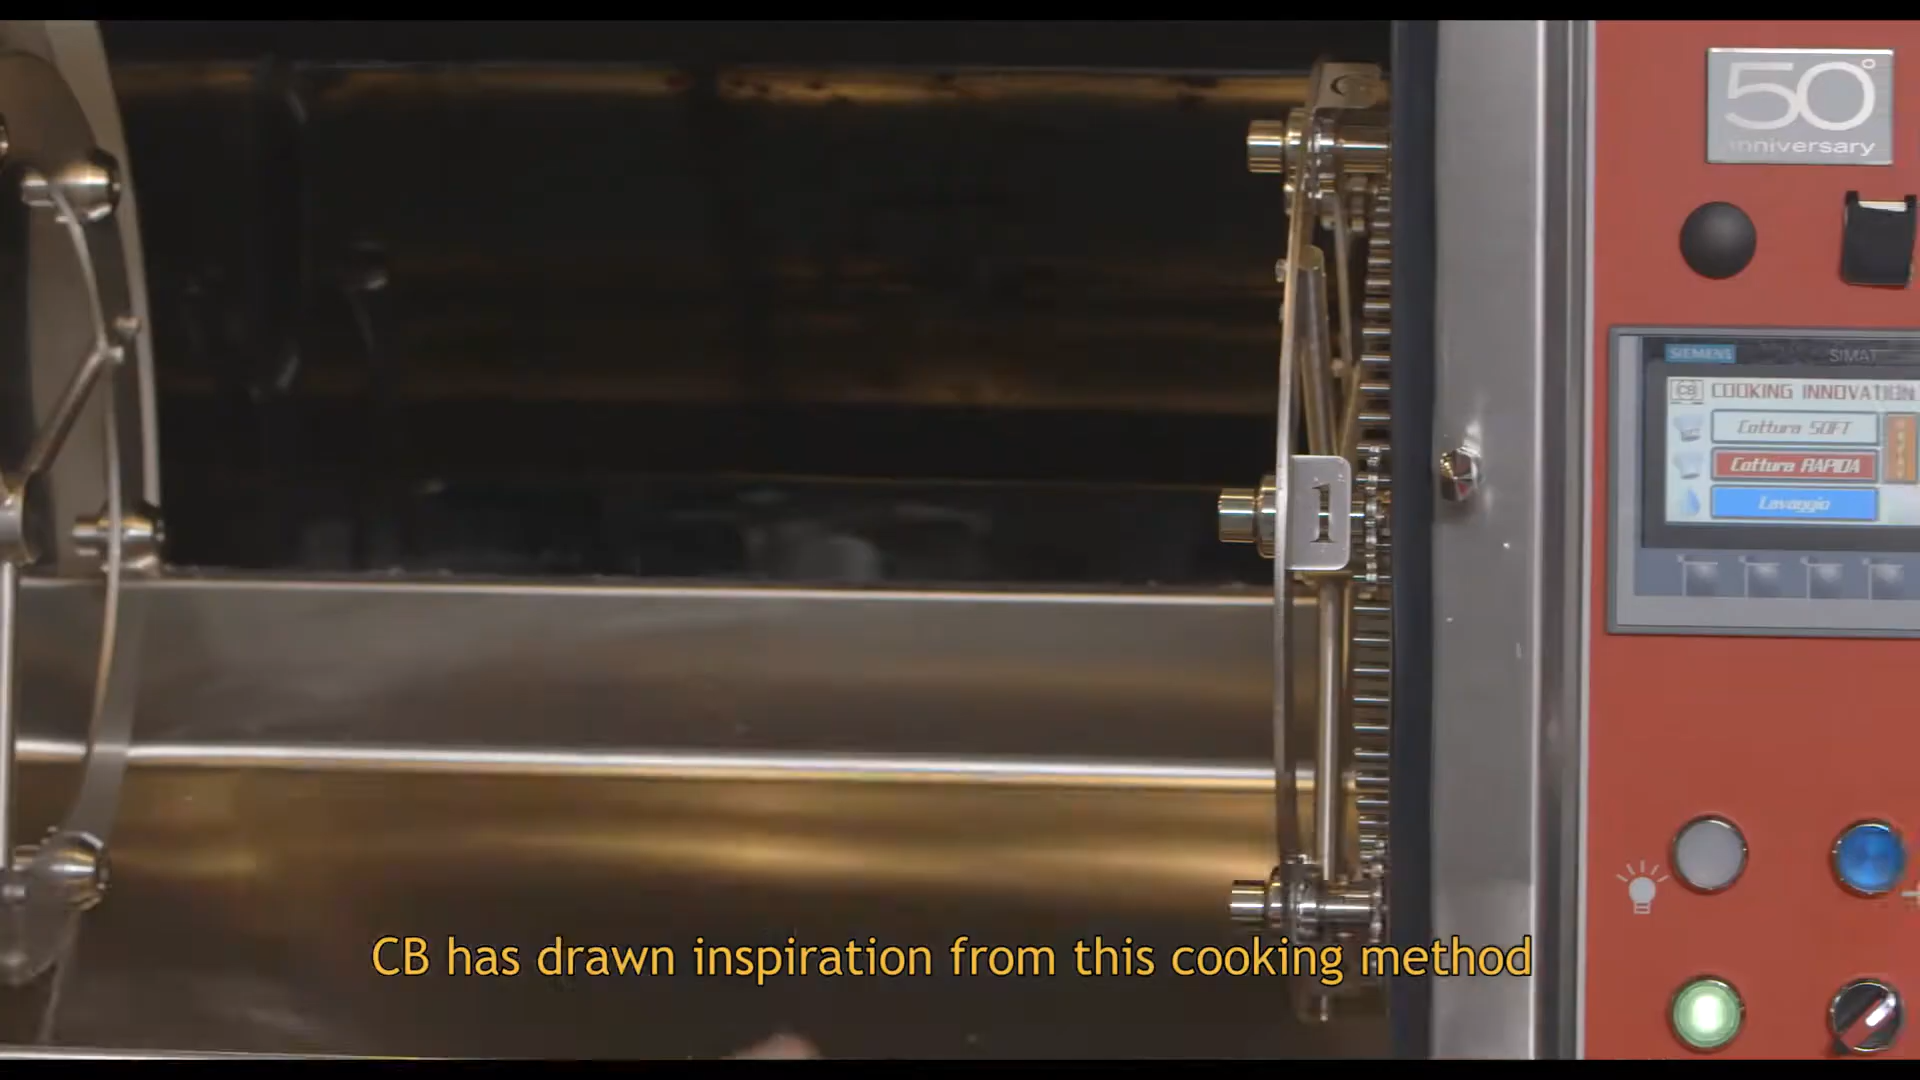 50°
anniversary
SIEMENS
SIMAT
CB COOKING INNOVATION
Cottura SOFT
Cottura RAPIDA
Lavaggio
1
CB has drawn inspiration from this cooking method